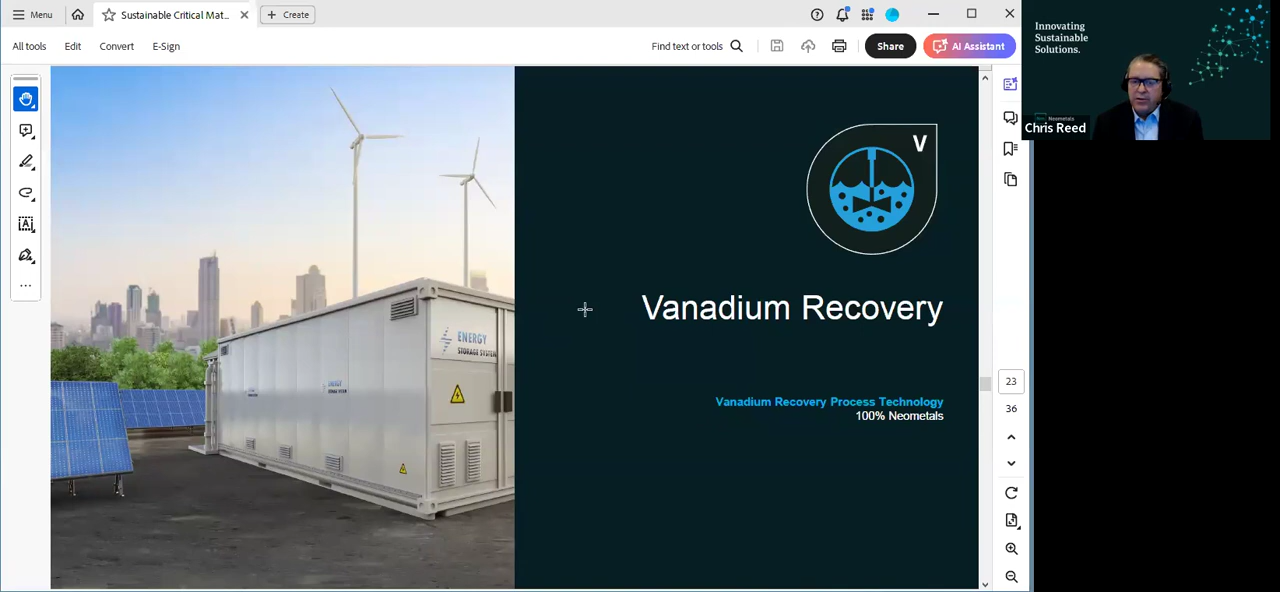 Menu
Sustainable Critical Mat...
Create
All tools
Edit
Convert
E-Sign
Find text or tools
Share
AI Assistant
Innovating
Sustainable
Solutions.
Neometals
Chris Reed
V
Vanadium Recovery
Vanadium Recovery Process Technology
100% Neometals
ENERGY
STORAGE SYSTEM
23
36